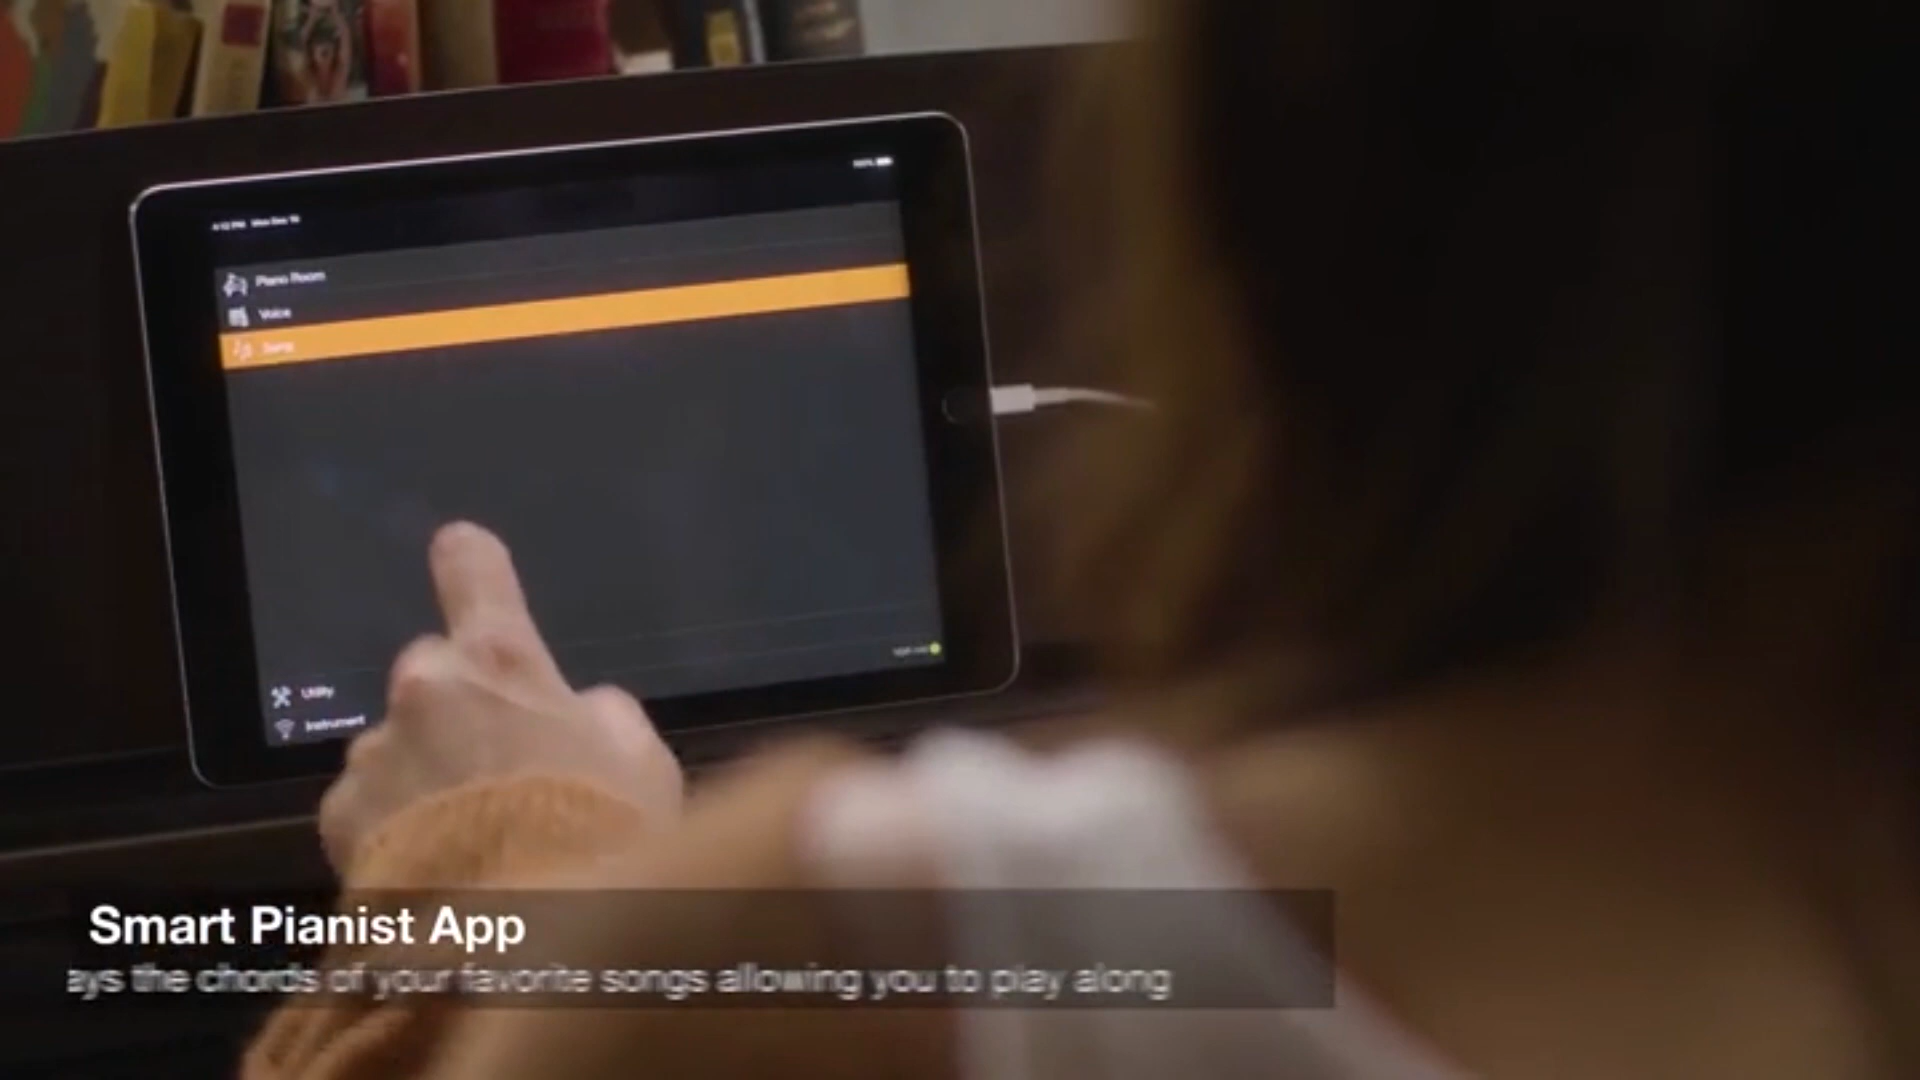 Piano Room
Voice
Song
Utility
Instrument
Smart Pianist App
ays the chords of your favorite songs allowing you to play along